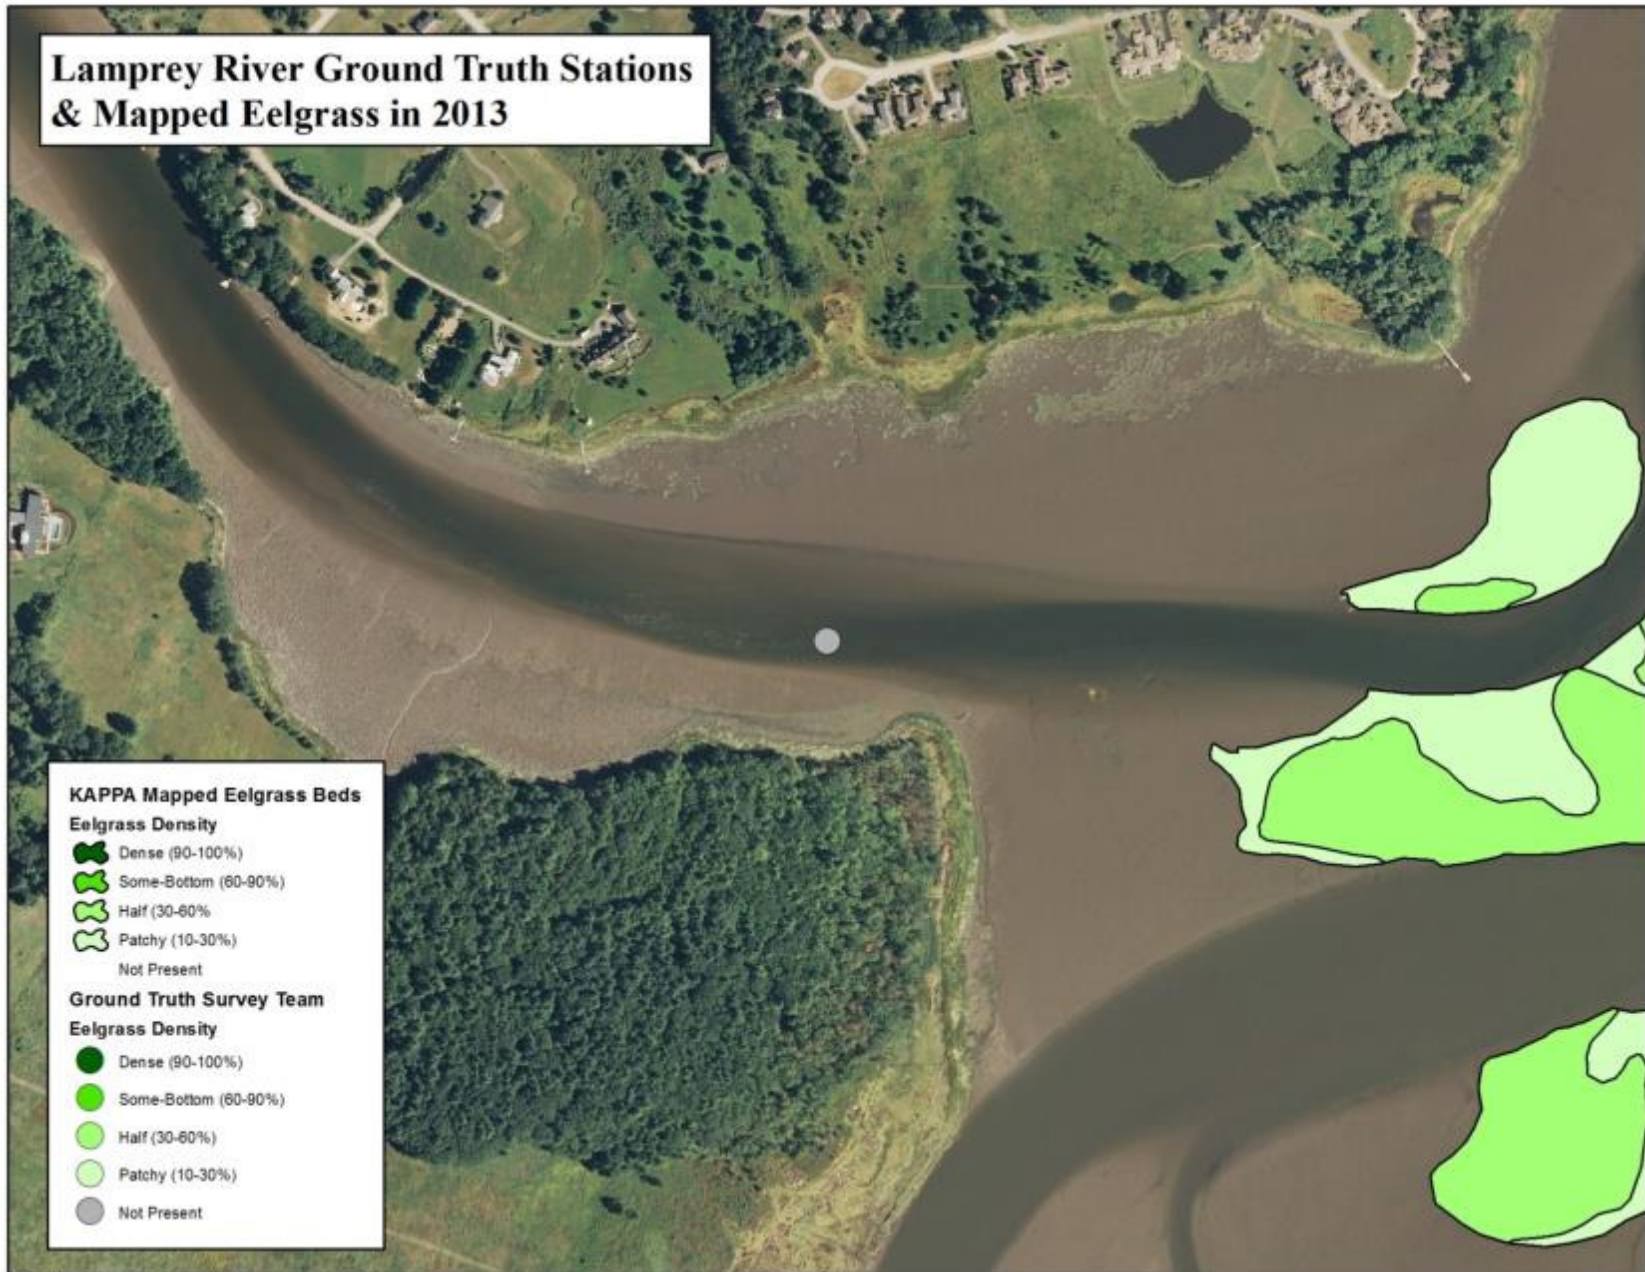 Lamprey River Ground Truth Stations
& Mapped Eelgrass in 2013
KAPPA Mapped Eelgrass Beds
Eelgrass Density
Dense (90-100%)
Some-Bottom (60-90%)
Half (30-60%
Patchy (10-30%)
Not Present
Ground Truth Survey Team
Eelgrass Density
Dense (90-100%)
Some-Bottom (60-90%)
Half (30-60%)
Patchy (10-30%)
Not Present